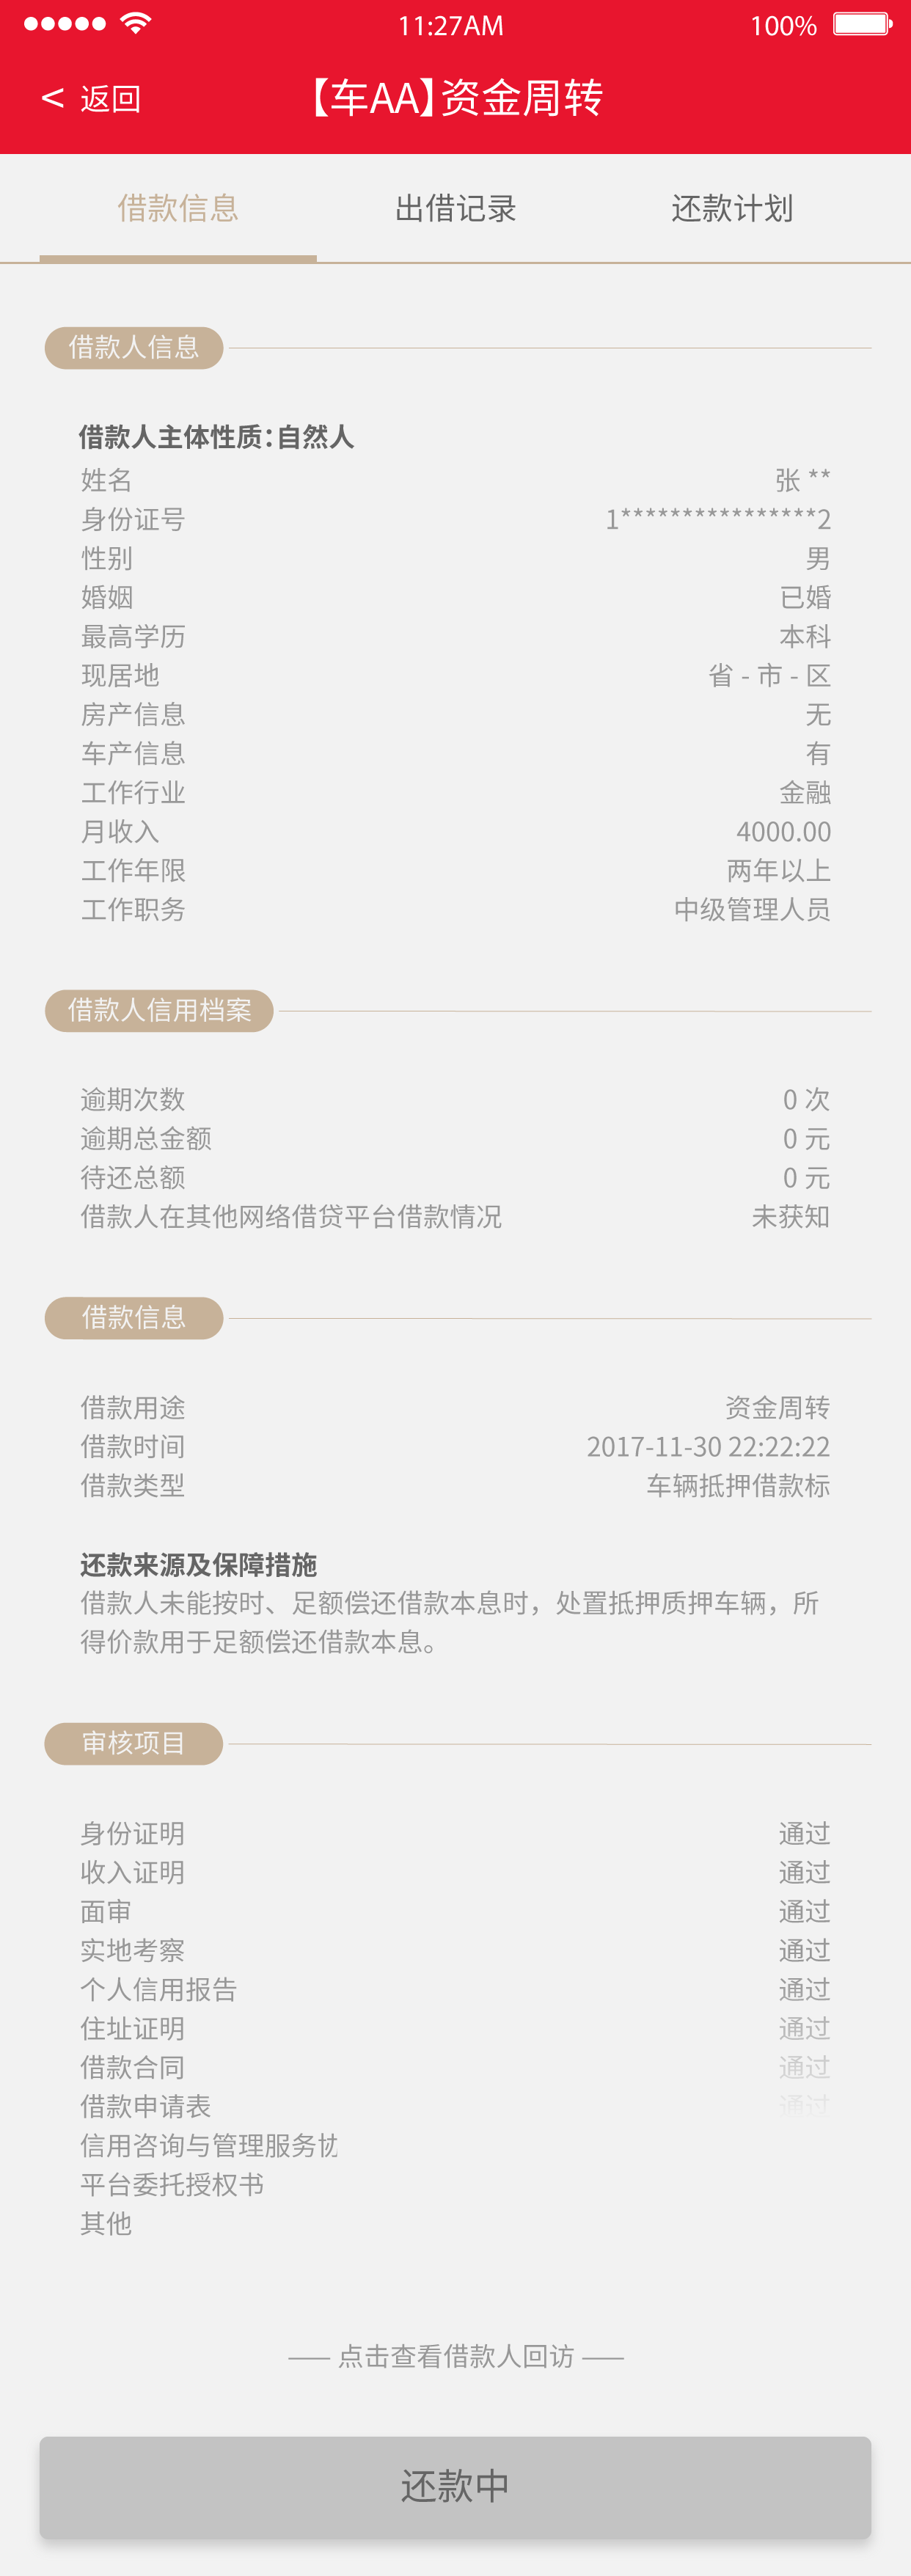 11:27AM 100%
< 返回 【车AA】资金周转
借款信息 出借记录 还款计划
借款人信息
借款人主体性质：自然人
姓名 张 **
身份证号 1****************2
性别 男
婚姻 已婚
最高学历 本科
现居地 省 - 市 - 区
房产信息 无
车产信息 有
工作行业 金融
月收入 4000.00
工作年限 两年以上
工作职务 中级管理人员
借款人信用档案
逾期次数 0 次
逾期总金额 0 元
待还总额 0 元
借款人在其他网络借贷平台借款情况 未获知
借款信息
借款用途 资金周转
借款时间 2017-11-30 22:22:22
借款类型 车辆抵押借款标
还款来源及保障措施
借款人未能按时、足额偿还借款本息时，处置抵押质押车辆，所
得价款用于足额偿还借款本息。
审核项目
身份证明 通过
收入证明 通过
面审 通过
实地考察 通过
个人信用报告 通过
住址证明 通过
借款合同 通过
借款申请表 通过
信用咨询与管理服务协
平台委托授权书
其他
—— 点击查看借款人回访 ——
还款中